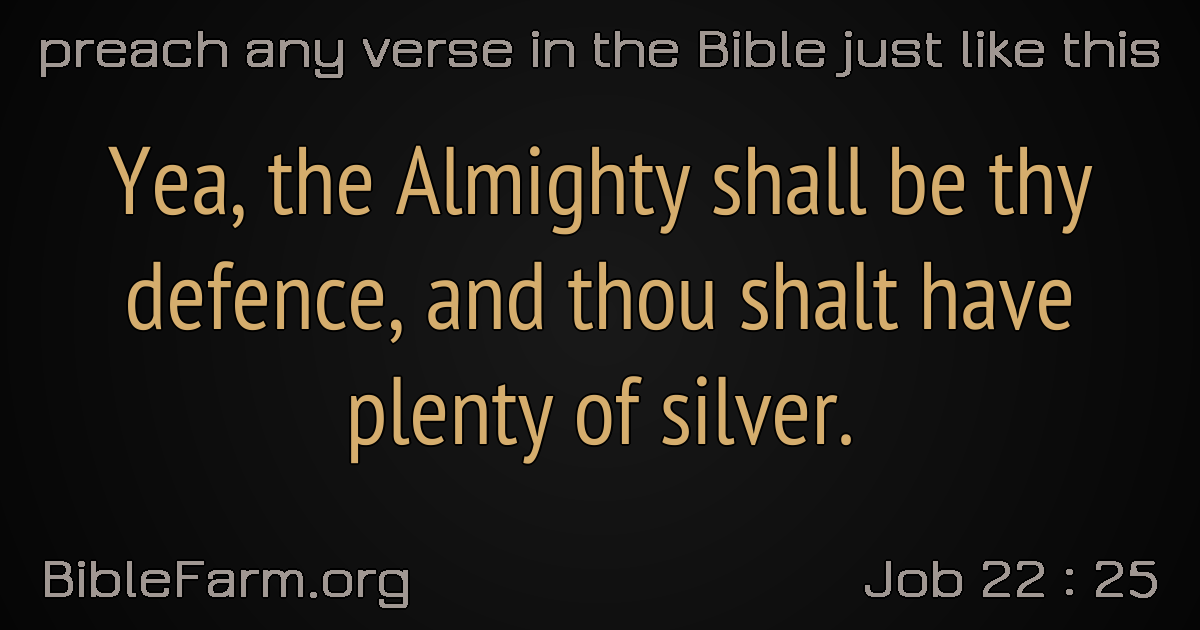 preach any verse in the Bible just like this
Yea, the Almighty shall be thy
defence, and thou shalt have
plenty of silver.
BibleFarm.org
Job 22 : 25